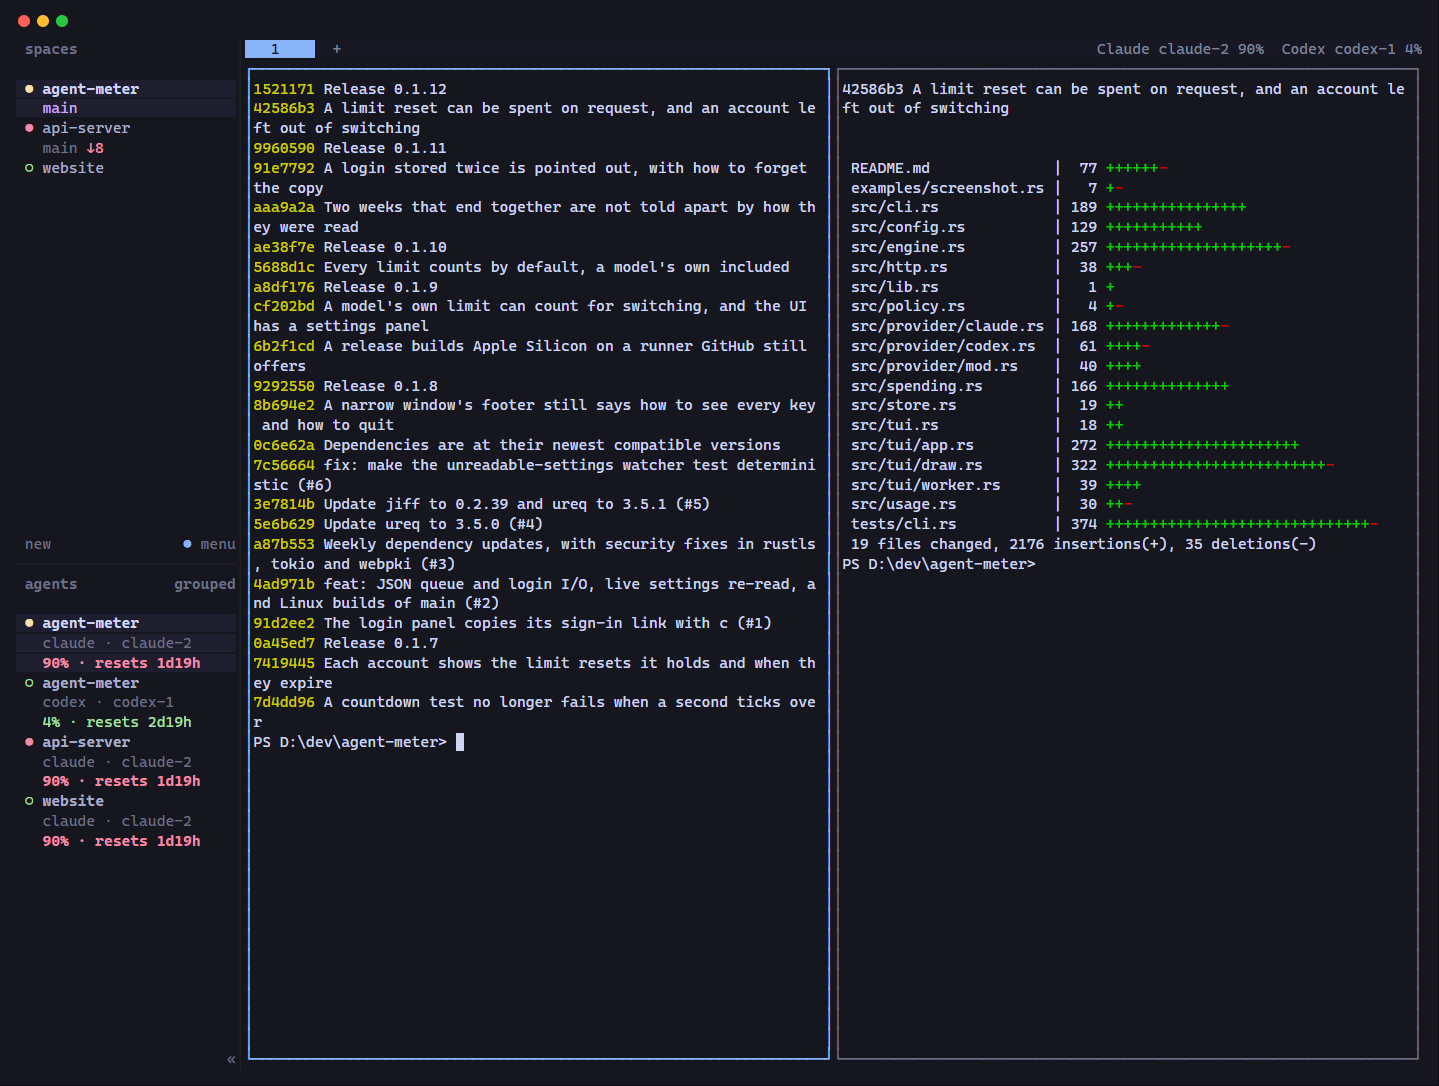 spaces
agent-meter
main
api-server
main ↓8
website
new
● menu
agents
grouped
agent-meter
claude · claude-2
90% · resets 1d19h
agent-meter
codex · codex-1
4% · resets 2d19h
api-server
claude · claude-2
90% · resets 1d19h
website
claude · claude-2
90% · resets 1d19h
«
1
+
Claude claude-2 90%  Codex codex-1 4%
1521171 Release 0.1.12
42586b3 A limit reset can be spent on request, and an account le
ft out of switching
9960590 Release 0.1.11
91e7792 A login stored twice is pointed out, with how to forget
the copy
aaa9a2a Two weeks that end together are not told apart by how th
ey were read
ae38f7e Release 0.1.10
5688d1c Every limit counts by default, a model's own included
a8df176 Release 0.1.9
cf202bd A model's own limit can count for switching, and the UI
has a settings panel
6b2f1cd A release builds Apple Silicon on a runner GitHub still
offers
9292550 Release 0.1.8
8b694e2 A narrow window's footer still says how to see every key
 and how to quit
0c6e62a Dependencies are at their newest compatible versions
7c56664 fix: make the unreadable-settings watcher test determini
stic (#6)
3e7814b Update jiff to 0.2.39 and ureq to 3.5.1 (#5)
5e6b629 Update ureq to 3.5.0 (#4)
a87b553 Weekly dependency updates, with security fixes in rustls
, tokio and webpki (#3)
4ad971b feat: JSON queue and login I/O, live settings re-read, a
nd Linux builds of main (#2)
91d2ee2 The login panel copies its sign-in link with c (#1)
0a45ed7 Release 0.1.7
7419445 Each account shows the limit resets it holds and when th
ey expire
7d4dd96 A countdown test no longer fails when a second ticks ove
r
PS D:\dev\agent-meter>
42586b3 A limit reset can be spent on request, and an account le
ft out of switching
README.md | 77 ++++++-
examples/screenshot.rs | 7 +-
src/cli.rs | 189 ++++++++++++++++
src/config.rs | 129 +++++++++++
src/engine.rs | 257 ++++++++++++++++++++-
src/http.rs | 38 +++-
src/lib.rs | 1 +
src/policy.rs | 4 +-
src/provider/claude.rs | 168 +++++++++++++-
src/provider/codex.rs | 61 ++++-
src/provider/mod.rs | 40 ++++
src/spending.rs | 166 ++++++++++++++
src/store.rs | 19 ++
src/tui.rs | 18 ++
src/tui/app.rs | 272 ++++++++++++++++++++++
src/tui/draw.rs | 322 +++++++++++++++++++++++++-
src/tui/worker.rs | 39 ++++
src/usage.rs | 30 ++-
tests/cli.rs | 374 ++++++++++++++++++++++++++++++-
19 files changed, 2176 insertions(+), 35 deletions(-)
PS D:\dev\agent-meter>